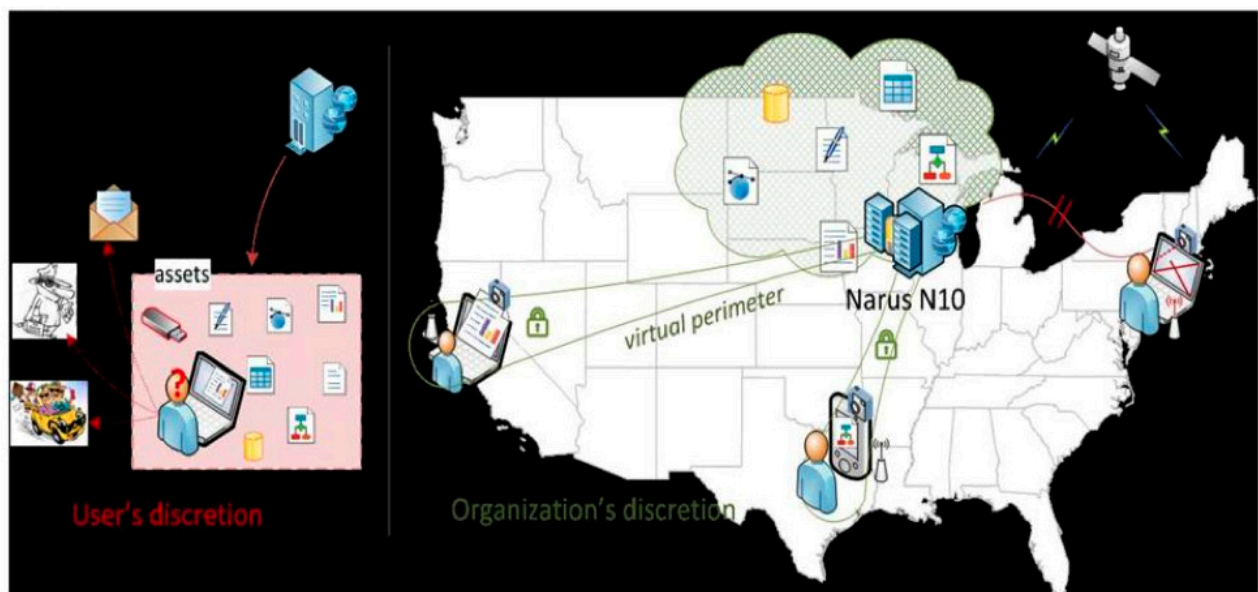 assets
User's discretion
?
virtual perimeter
Narus N10
Organization's discretion